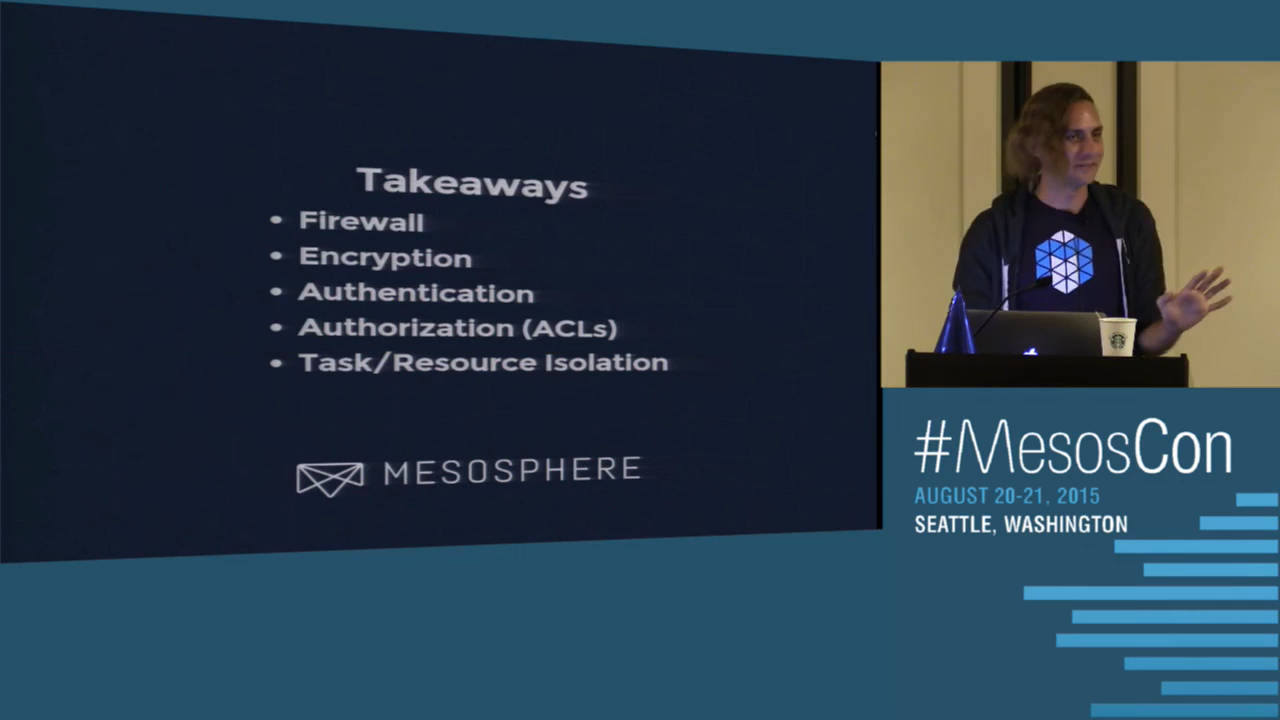 Takeaways
• Firewall
• Encryption
• Authentication
• Authorization (ACLs)
• Task/Resource Isolation
MESOSPHERE
#MesosCon
AUGUST 20-21, 2015
SEATTLE, WASHINGTON